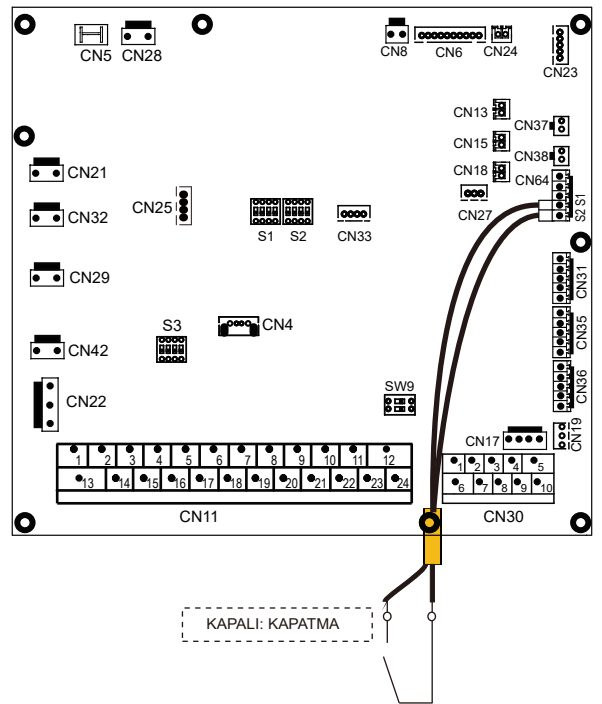 CN5 CN28 CN8 CN6 CN24
CN23
CN13
CN37
CN15
CN38
CN18
CN64
CN21
CN25
CN27
S2 S1
CN32
S1 S2 CN33
CN29
CN31
CN4
S3
CN35
CN42
CN36
SW9
CN22
CN17
CN19
1 2 3 4 5 6 7 8 9 10 11 12
13 14 15 16 17 18 19 20 21 22 23 24
CN11
1 2 3 4 5
6 7 8 9 10
CN30
KAPALI: KAPATMA